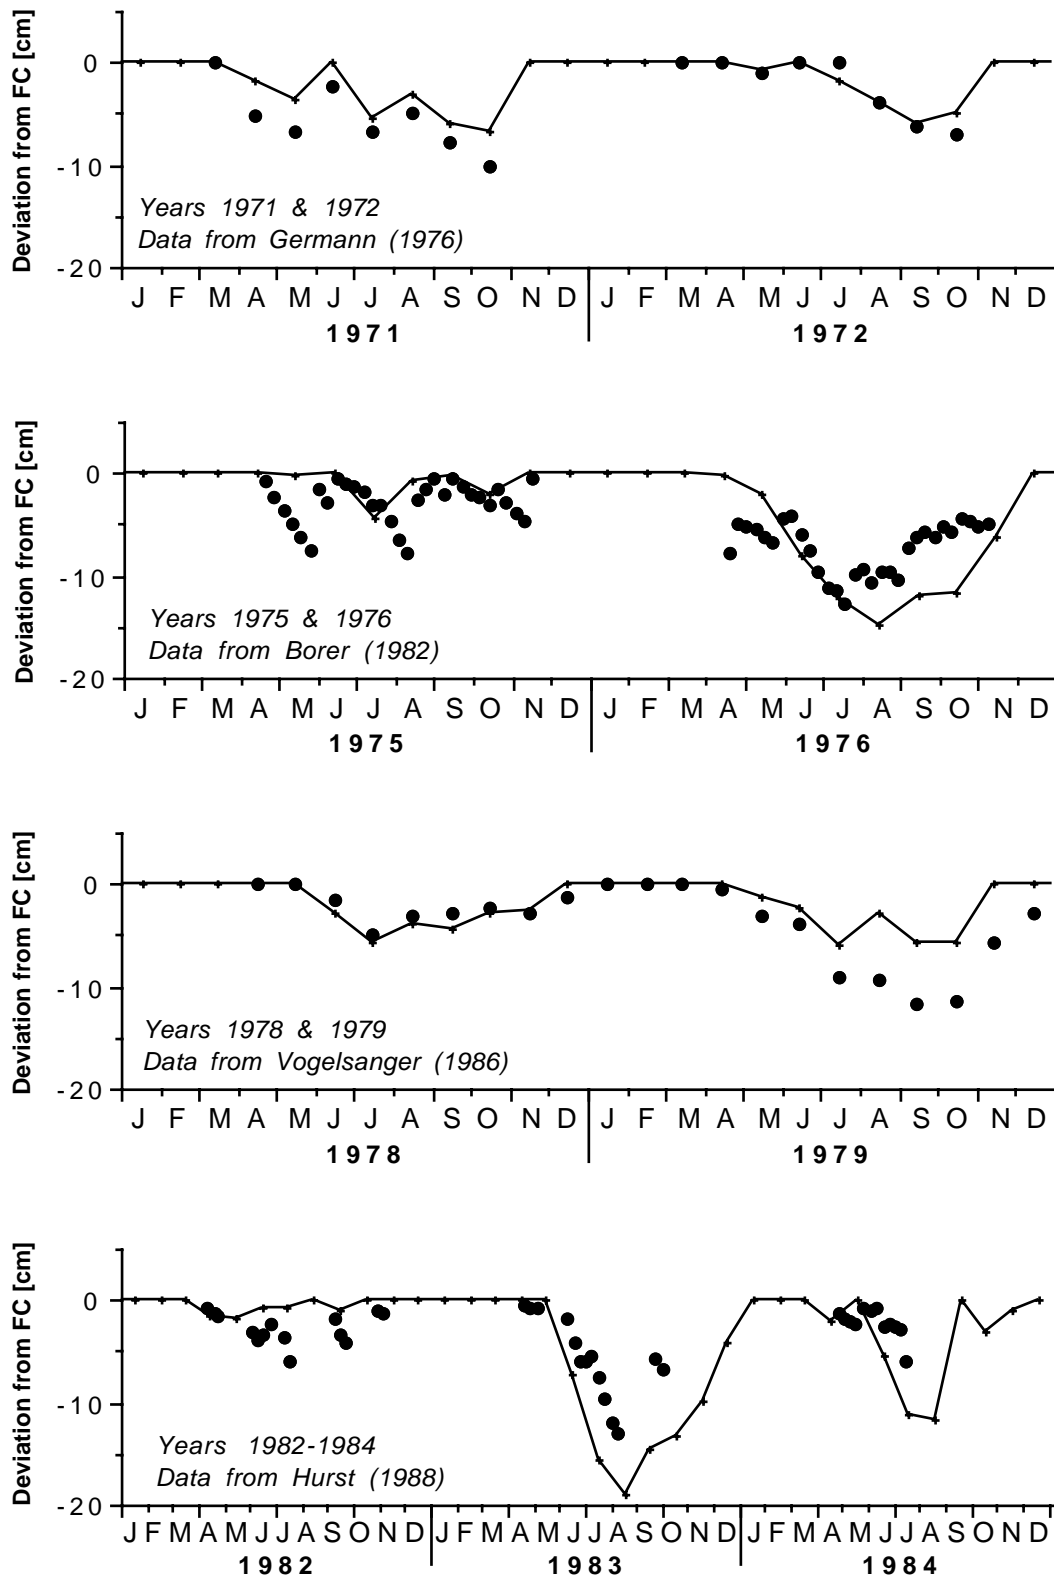 Deviation from FC [cm]
0
-10
-20
Years 1971 & 1972
Data from Germann (1976)
J F M A M J J A S O N D J F M A M J J A S O N D
1971 1972
Deviation from FC [cm]
0
-10
-20
Years 1975 & 1976
Data from Borer (1982)
J F M A M J J A S O N D J F M A M J J A S O N D
1975 1976
Deviation from FC [cm]
0
-10
-20
Years 1978 & 1979
Data from Vogelsanger (1986)
J F M A M J J A S O N D J F M A M J J A S O N D
1978 1979
Deviation from FC [cm]
0
-10
-20
Years 1982-1984
Data from Hurst (1988)
J F M A M J J A S O N D J F M A M J J A S O N D J F M A M J J A S O N D
1982 1983 1984